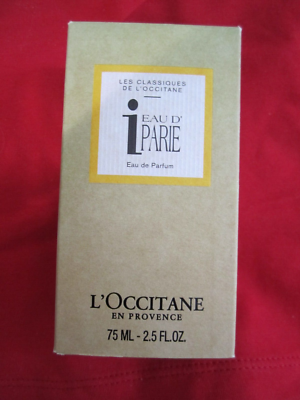 LES CLASSIQUES
DE L'OCCITANE
EAU D'
iPARIE
Eau de Parfum
L'OCCITANE
EN PROVENCE
75 ML - 2.5 FL.OZ.